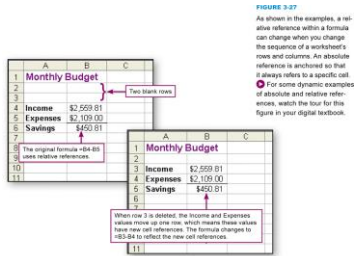 FIGURE 3-27
As shown in the examples, a rel-
ative reference within a formula
can change when you change
the sequence of a worksheet's
rows and columns. An absolute
reference is anchored so that
it always refers to a specific cell.
For some dynamic examples
of absolute and relative refer-
ences, watch the tour for this
figure in your digital textbook.
A B C
1 Monthly Budget
2
3
Two blank rows
4 Income $2,559.81
5 Expenses $2,109.00
6 Savings $450.81
7
8
The original formula =B4-B5
uses relative references.
10
11
A B C
1 Monthly Budget
2
3 Income $2,559.81
4 Expenses $2,109.00
5 Savings $450.81
6
7
When row 3 is deleted, the Income and Expenses
values move up one row, which means these values
have new cell references. The formula changes to
=B3-B4 to reflect the new cell references.
11